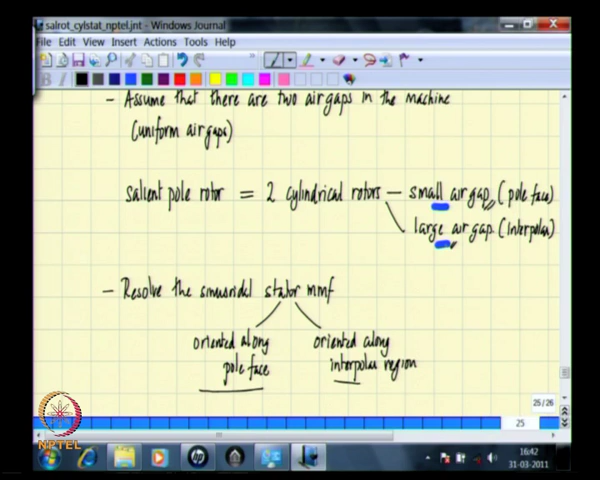 salrot_cylstat_nptel.jnt - Windows Journal
File Edit View Insert Actions Tools Help
- Assume that there are two airgaps in the machine
(uniform airgaps)
salient pole rotor = 2 cylindrical rotors - small airgap (pole face)
large airgap (interpolar)
- Resolve the sinusoidal stator mmf
oriented along oriented along
pole face interpolar region
25/26
25
NPTEL
16:42
31-03-2011